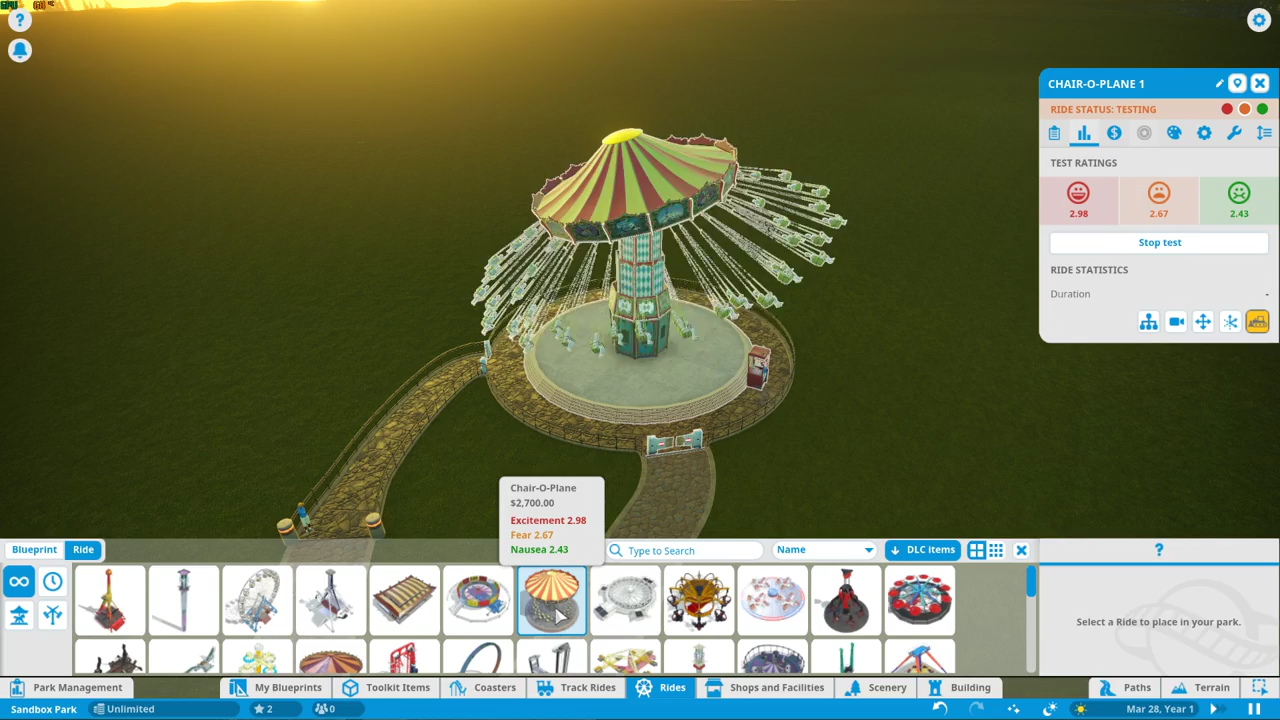 ?
CHAIR-O-PLANE 1
RIDE STATUS: TESTING
TEST RATINGS
2.98 2.67 2.43
Stop test
RIDE STATISTICS
Duration -
Chair-O-Plane
$2,700.00
Excitement 2.98
Fear 2.67
Nausea 2.43
Blueprint Ride Type to Search Name DLC items ?
Select a Ride to place in your park.
Park Management My Blueprints Toolkit Items Coasters Track Rides Rides Shops and Facilities Scenery Building Paths Terrain
Sandbox Park Unlimited 2 0 Mar 28, Year 1